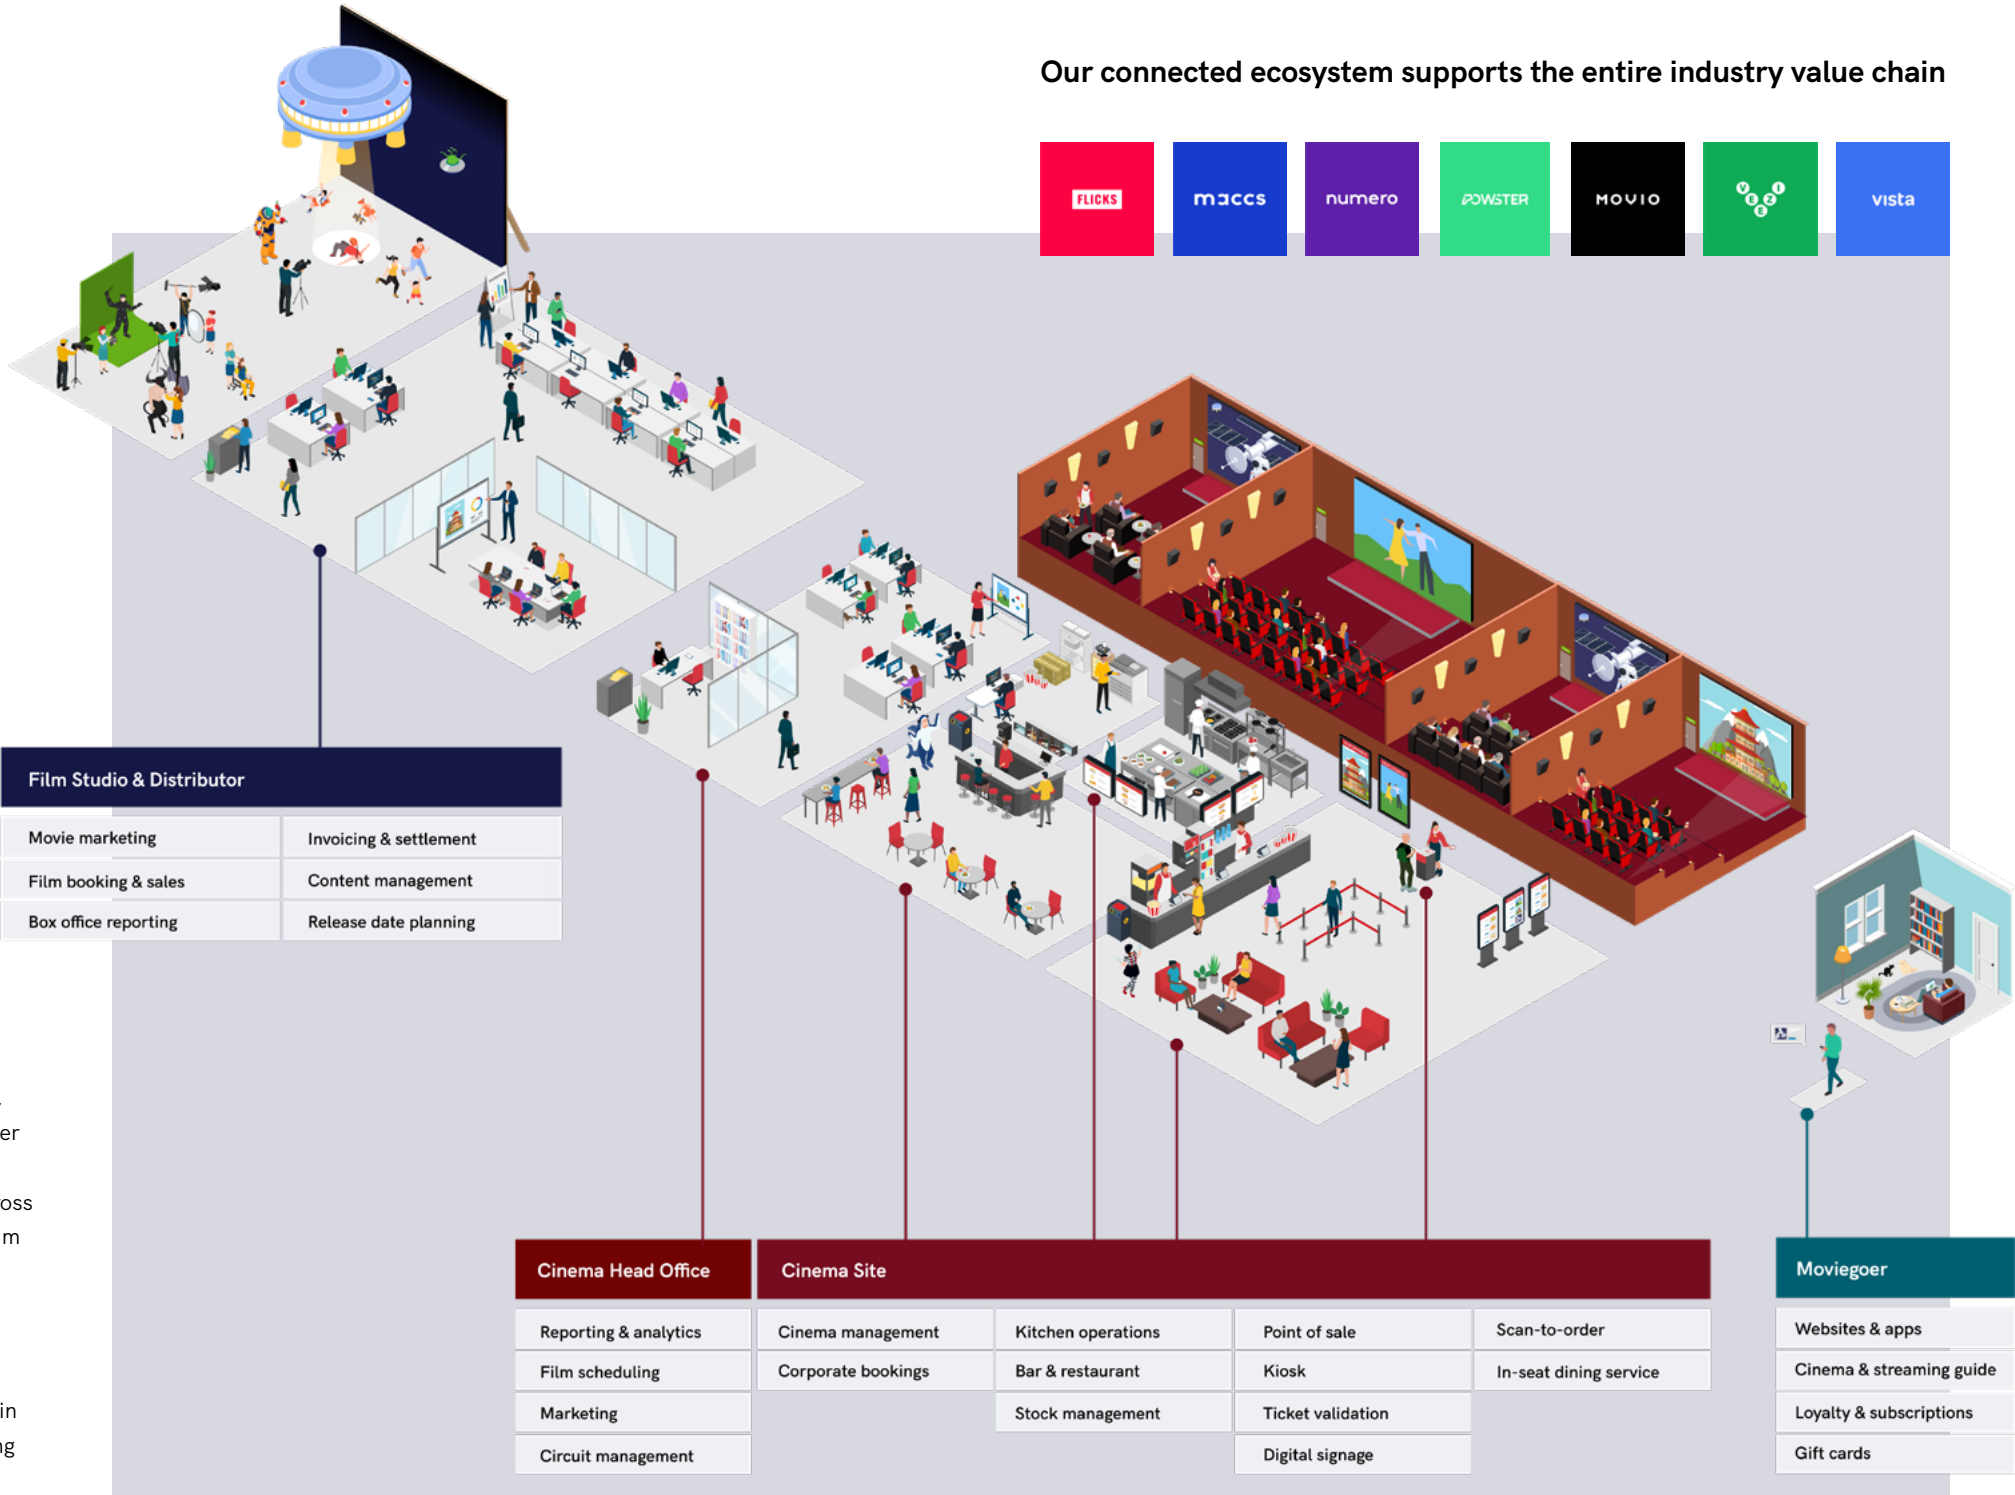 Our connected ecosystem supports the entire industry value chain
FLICKS
maccs
numero
POWSTER
MOVIO
VEEZI
vista
Film Studio & Distributor
Movie marketing
Invoicing & settlement
Film booking & sales
Content management
Box office reporting
Release date planning
er
oss
m
in
Cinema Head Office
Cinema Site
Moviegoer
Reporting & analytics
Cinema management
Kitchen operations
Point of sale
Scan-to-order
Websites & apps
Film scheduling
Corporate bookings
Bar & restaurant
Kiosk
In-seat dining service
Cinema & streaming guide
Marketing
Stock management
Ticket validation
Loyalty & subscriptions
Circuit management
Digital signage
Gift cards